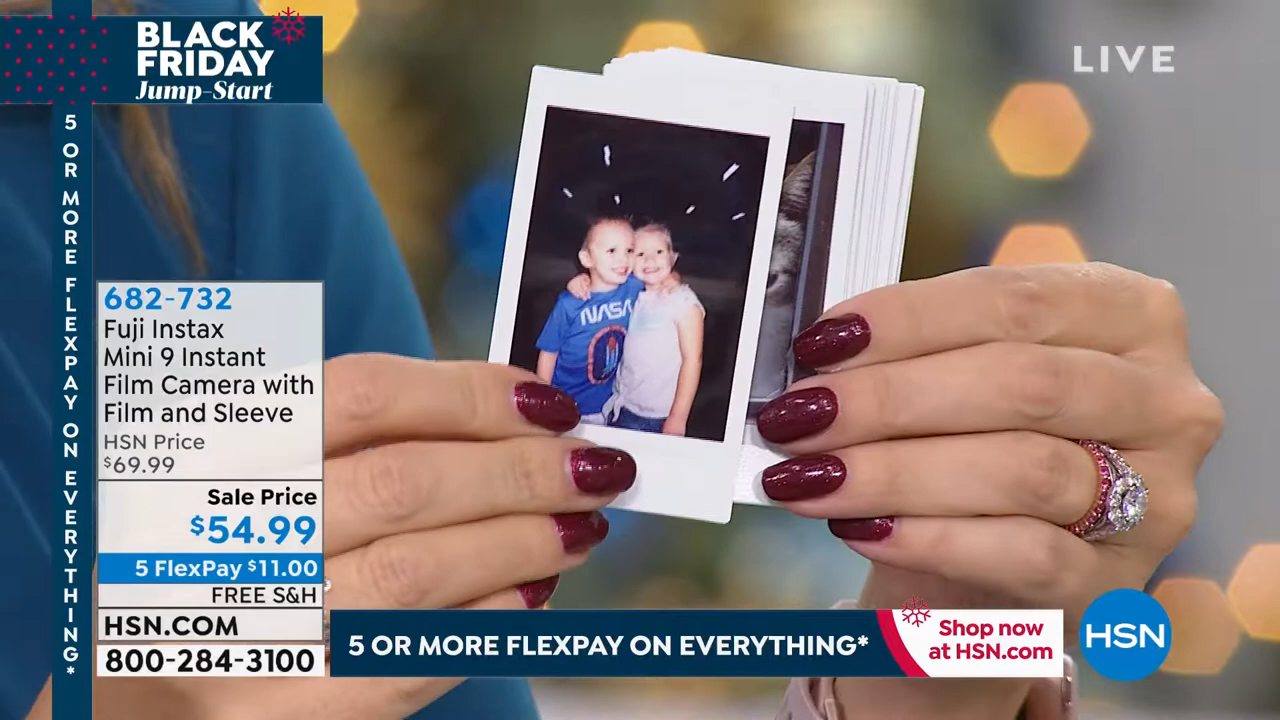 BLACK
FRIDAY
Jump-Start
LIVE
5 OR MORE FLEXPAY ON EVERYTHING*
NASA
682-732
Fuji Instax
Mini 9 Instant
Film Camera with
Film and Sleeve
HSN Price
$69.99
Sale Price
$54.99
5 FlexPay $11.00
FREE S&H
HSN.COM
800-284-3100
5 OR MORE FLEXPAY ON EVERYTHING*
Shop now
at HSN.com
HSN